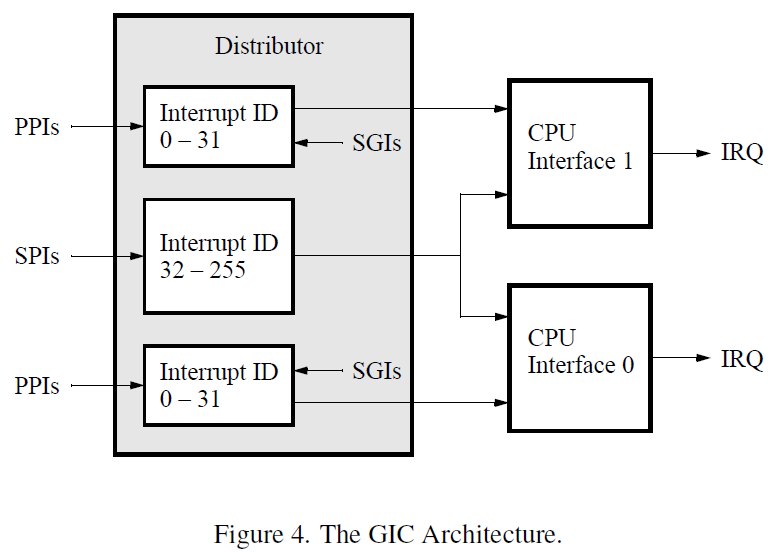 Distributor
PPIs
Interrupt ID
0 – 31
SGIs
CPU
Interface 1
IRQ
SPIs
Interrupt ID
32 – 255
PPIs
Interrupt ID
0 – 31
SGIs
CPU
Interface 0
IRQ
Figure 4. The GIC Architecture.